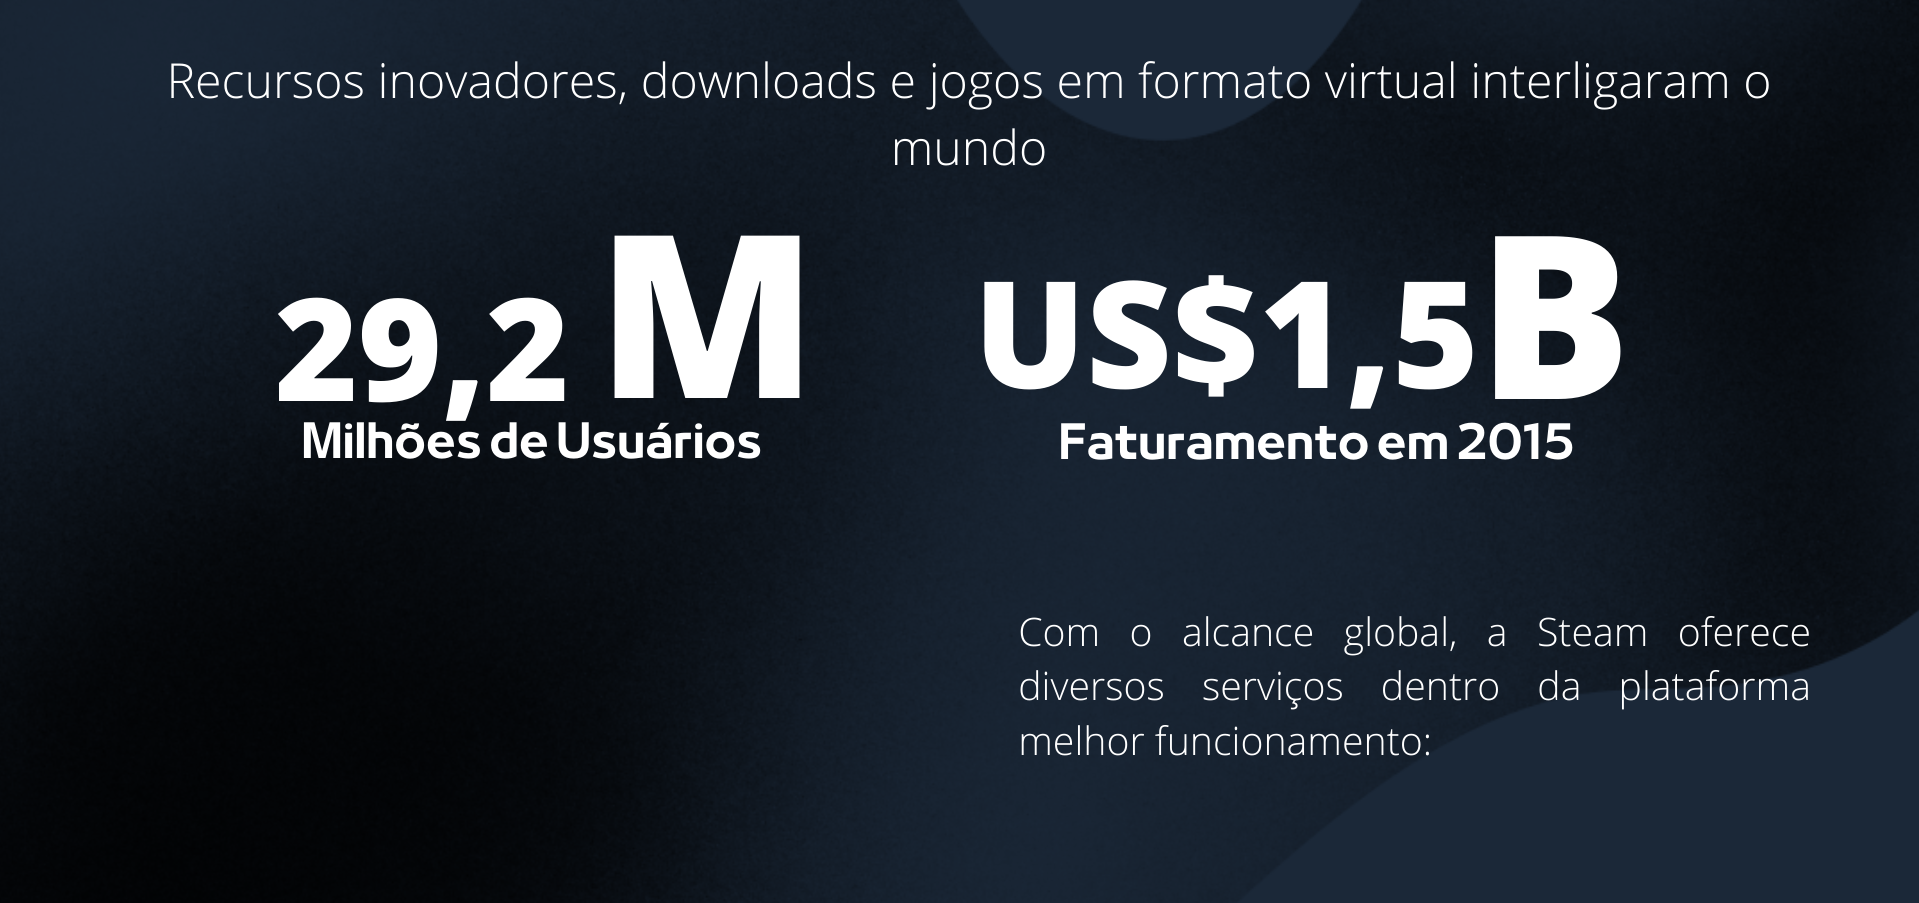 Recursos inovadores, downloads e jogos em formato virtual interligaram o
mundo
29,2 M
Milhões de Usuários
US$1,5B
Faturamento em 2015
Com o alcance global, a Steam oferece
diversos serviços dentro da plataforma
melhor funcionamento: